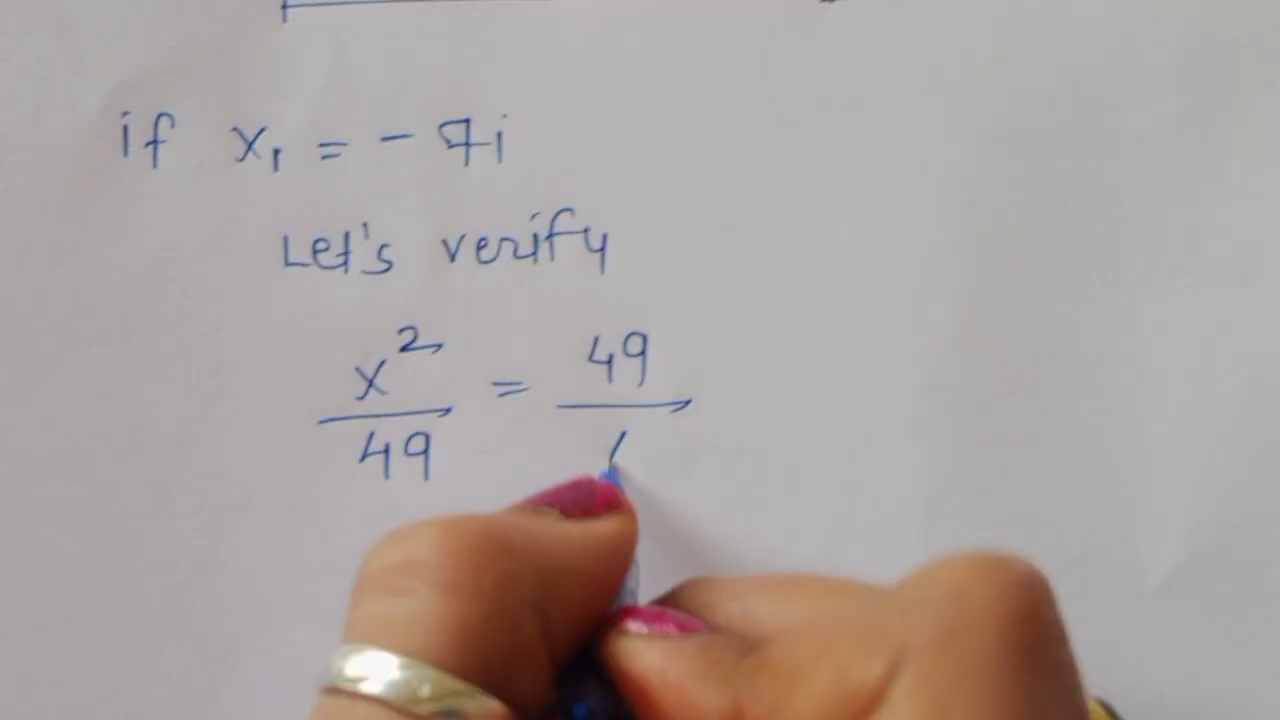 if x₁ = - 7i
Let's verify
x²/49 = 49/